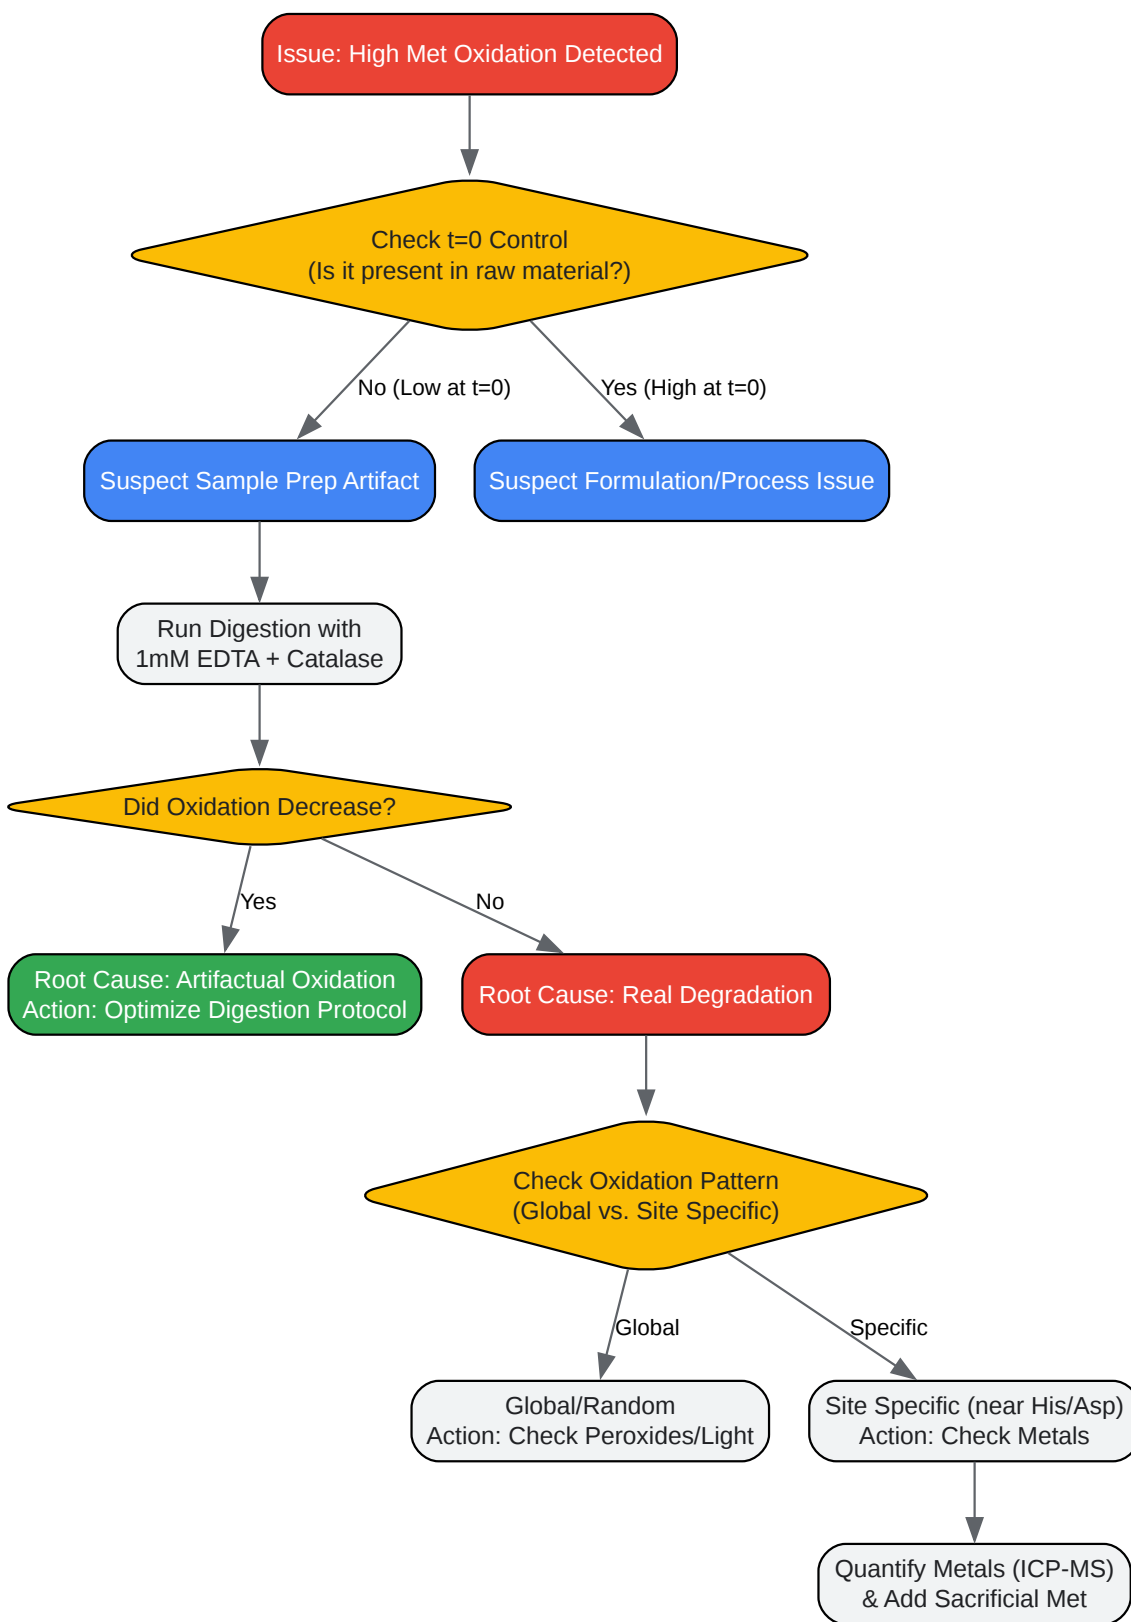 Issue: High Met Oxidation Detected
Check t=0 Control
(Is it present in raw material?)
No (Low at t=0)
Yes (High at t=0)
Suspect Sample Prep Artifact
Suspect Formulation/Process Issue
Run Digestion with
1mM EDTA + Catalase
Did Oxidation Decrease?
Yes
No
Root Cause: Artifactual Oxidation
Action: Optimize Digestion Protocol
Root Cause: Real Degradation
Check Oxidation Pattern
(Global vs. Site Specific)
Global
Specific
Global/Random
Action: Check Peroxides/Light
Site Specific (near His/Asp)
Action: Check Metals
Quantify Metals (ICP-MS)
& Add Sacrificial Met